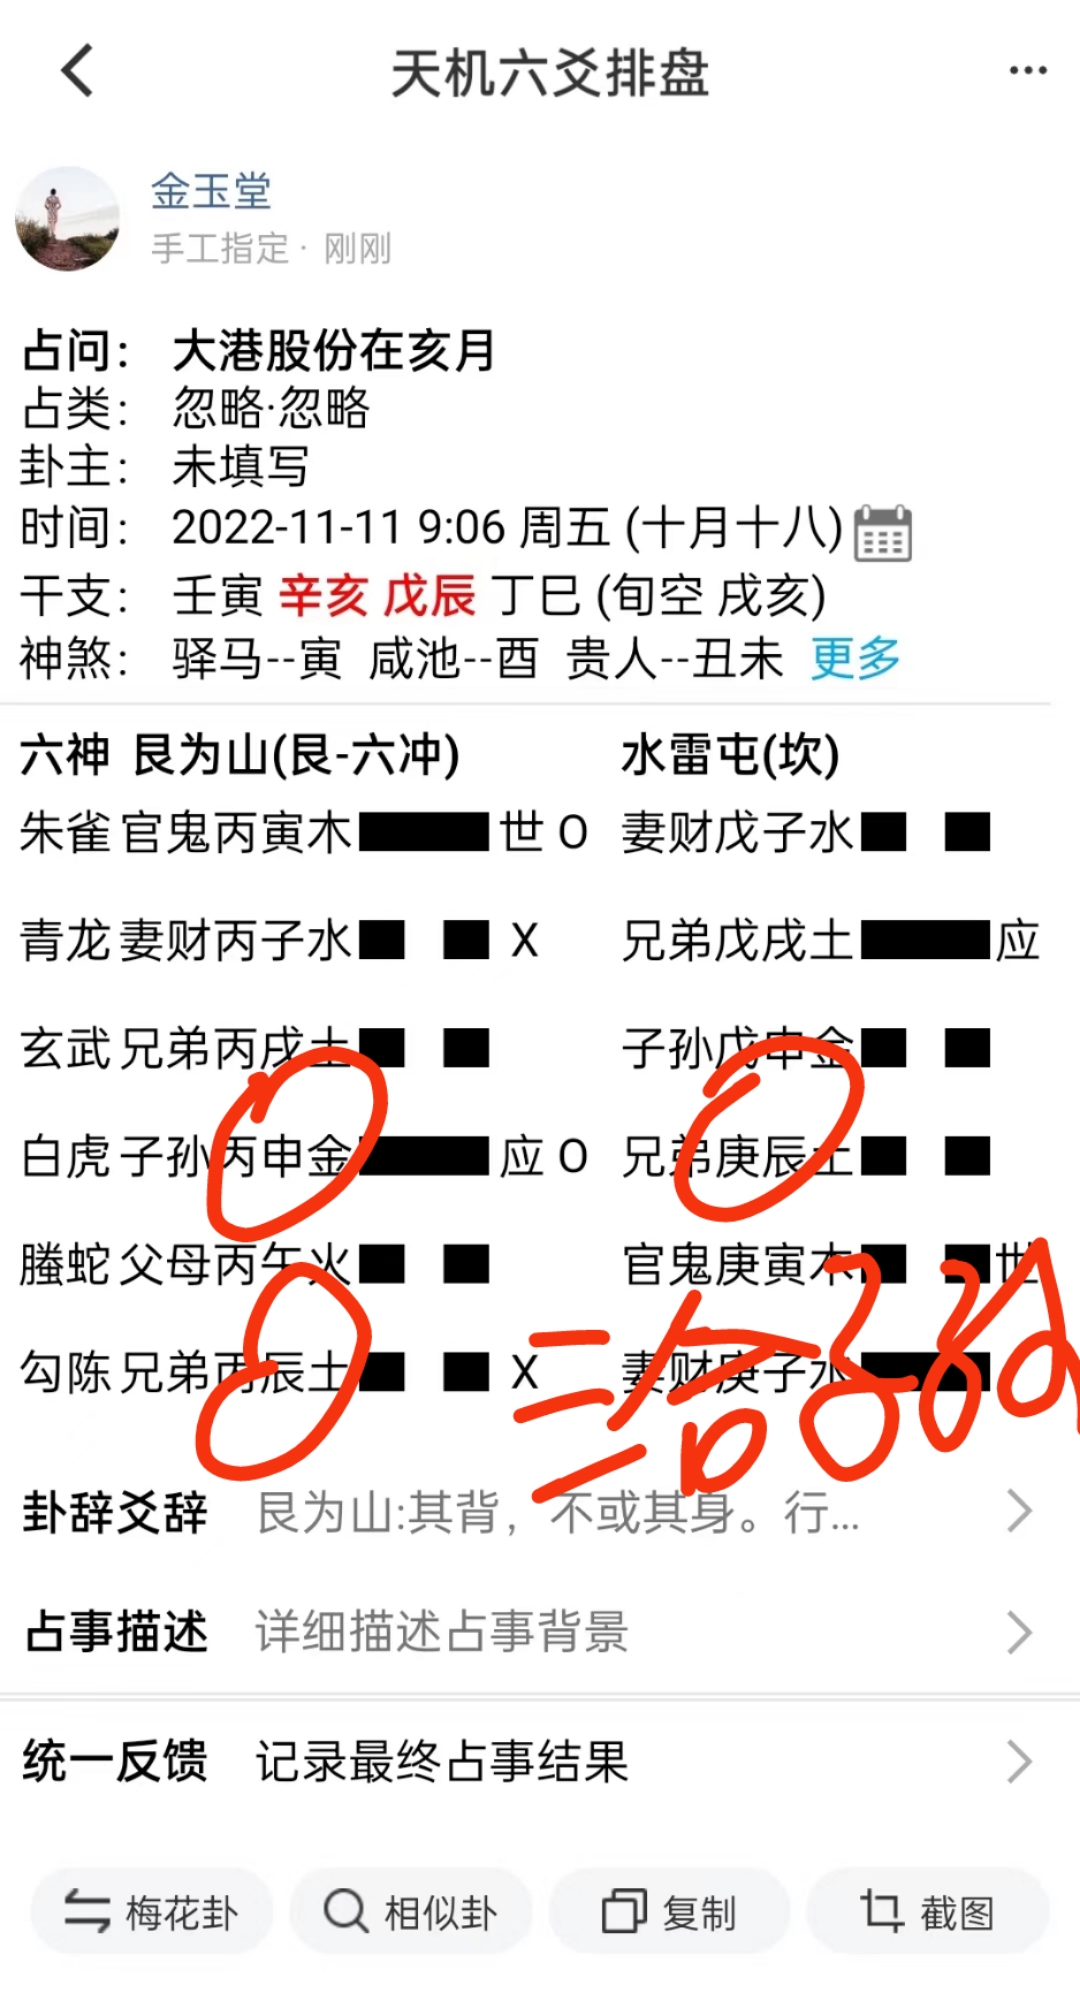 天机六爻排盘
金玉堂
手工指定· 刚刚
占问： 大港股份在亥月
占类： 忽略·忽略
卦主： 未填写
时间： 2022-11-11 9:06 周五 (十月十八)
干支： 壬寅 辛亥 戊辰 丁巳 (旬空 戌亥)
神煞： 驿马--寅 咸池--酉 贵人--丑未 更多
六神 艮为山(艮-六冲) 水雷屯(坎)
朱雀 官鬼丙寅木 世 O 妻财戊子水
青龙 妻财丙子水 X 兄弟戊戌土 应
玄武 兄弟丙戌土 子孙戊申金
白虎 子孙丙申金 应 O 兄弟庚辰土
螣蛇 父母丙午火 官鬼庚寅木 世
勾陈 兄弟丙辰土 X 妻财庚子水
三合子孙
卦辞爻辞 艮为山:其背，不或其身。行...
占事描述 详细描述占事背景
统一反馈 记录最终占事结果
梅花卦 相似卦 复制 截图